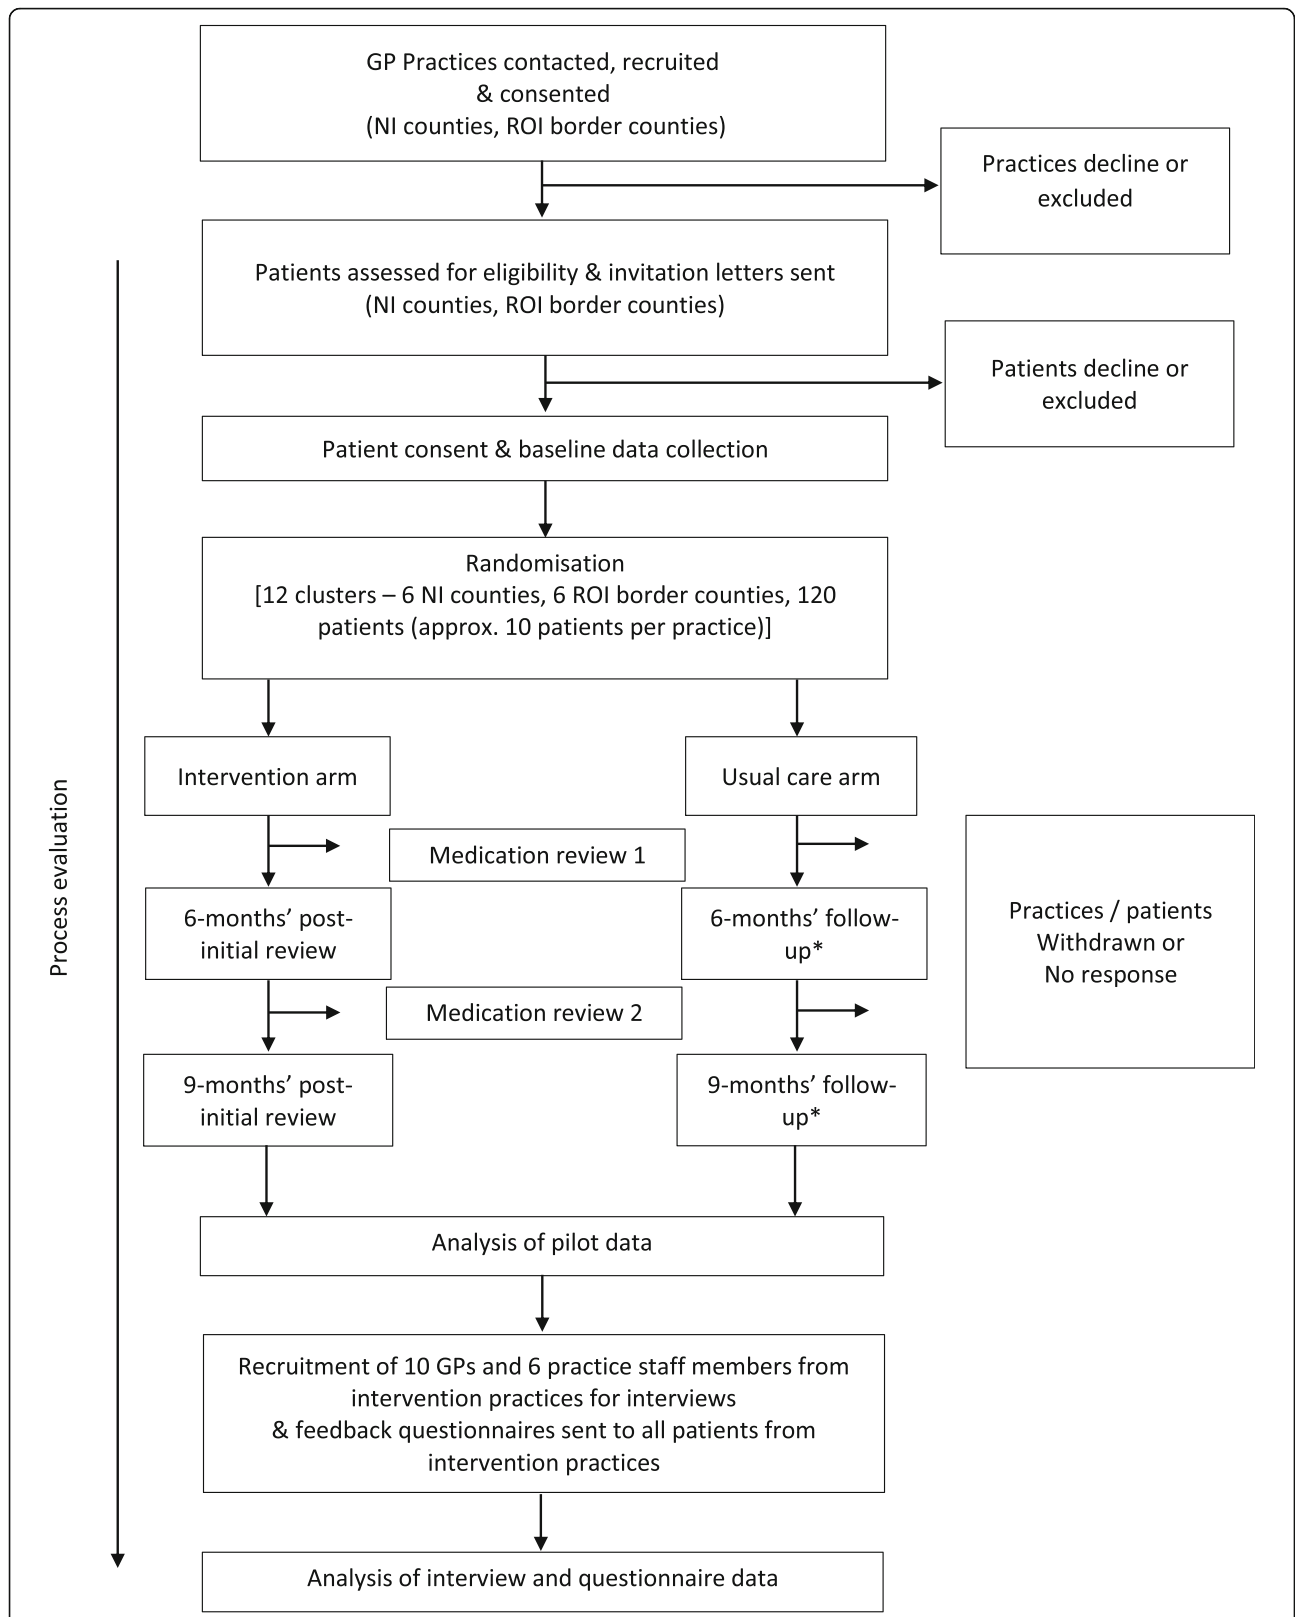 GP Practices contacted, recruited
& consented
(NI counties, ROI border counties)
Practices decline or
excluded
Patients assessed for eligibility & invitation letters sent
(NI counties, ROI border counties)
Patients decline or
excluded
Patient consent & baseline data collection
Randomisation
[12 clusters – 6 NI counties, 6 ROI border counties, 120
patients (approx. 10 patients per practice)]
Process evaluation
Intervention arm
Usual care arm
Medication review 1
6-months’ post-
initial review
6-months’ follow-
up*
Practices / patients
Withdrawn or
No response
Medication review 2
9-months’ post-
initial review
9-months’ follow-
up*
Analysis of pilot data
Recruitment of 10 GPs and 6 practice staff members from
intervention practices for interviews
& feedback questionnaires sent to all patients from
intervention practices
Analysis of interview and questionnaire data